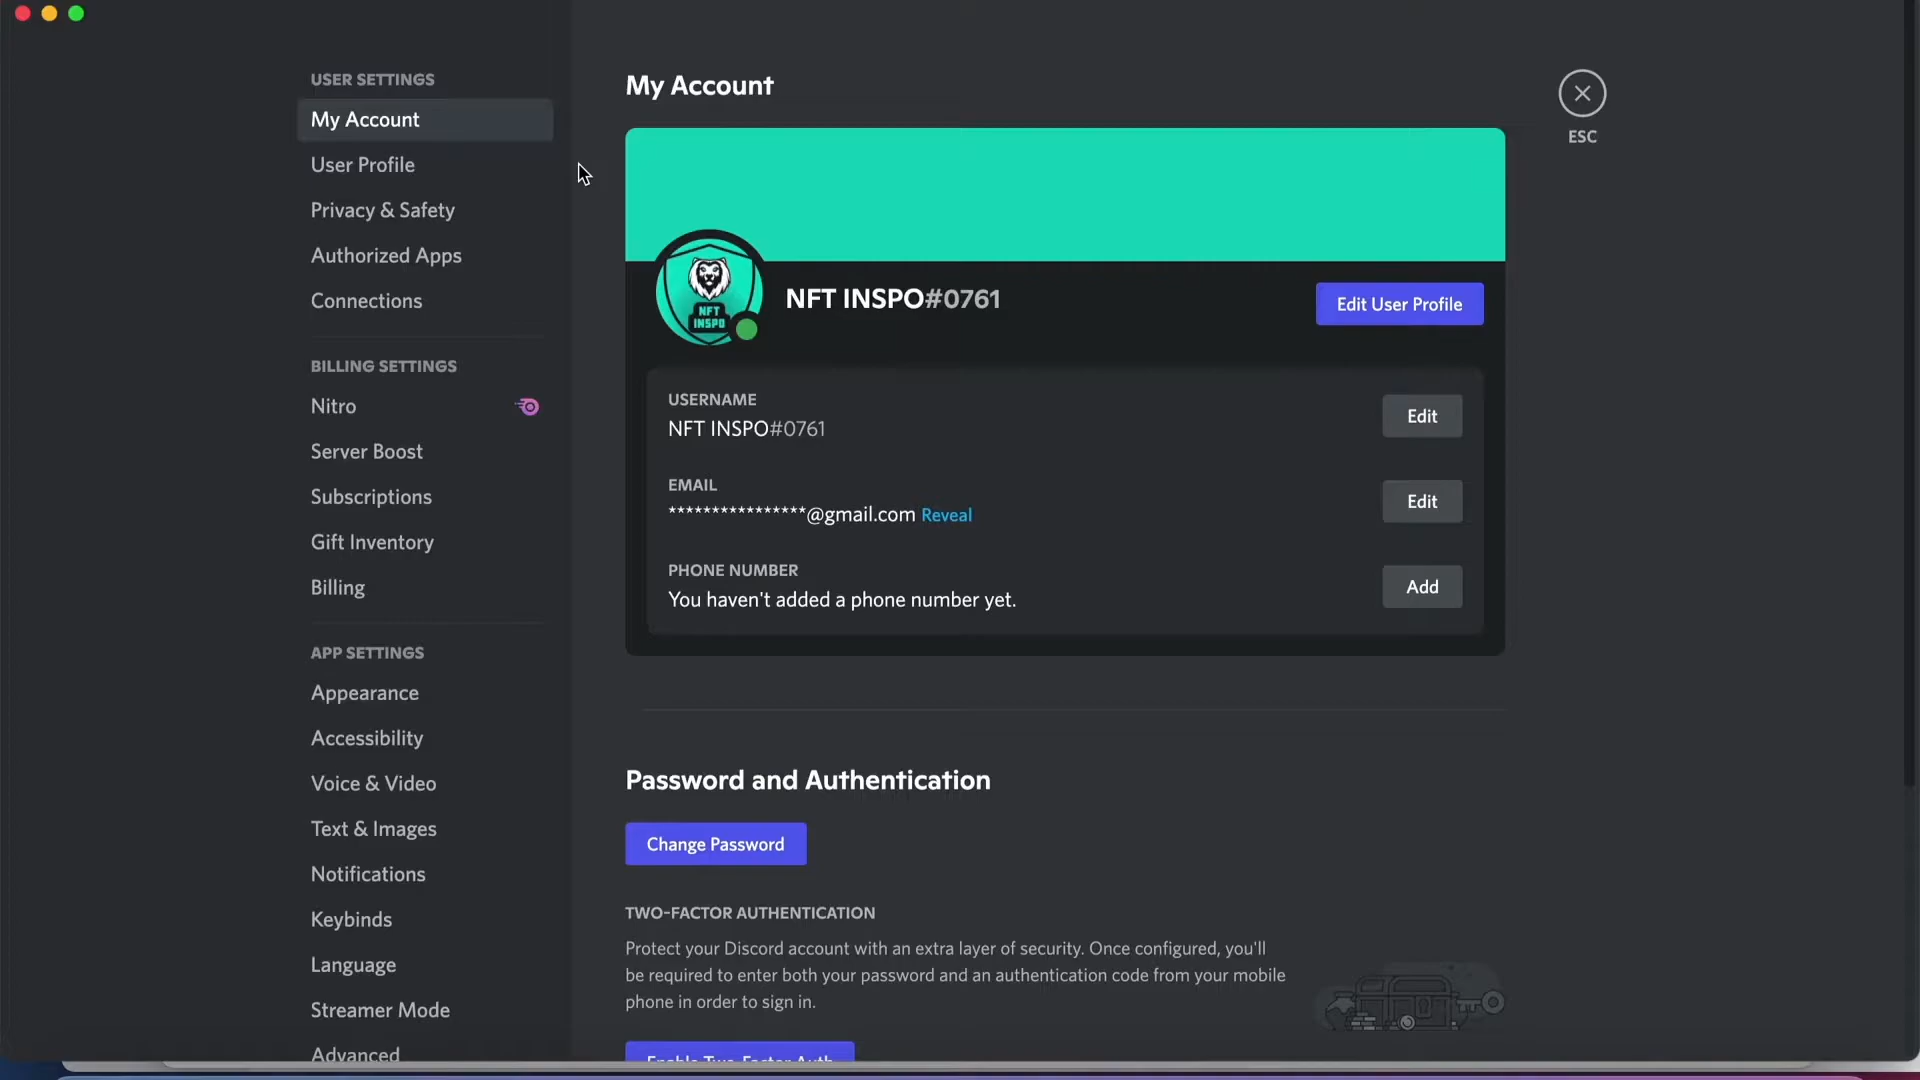 USER SETTINGS
My Account
User Profile
Privacy & Safety
Authorized Apps
Connections
BILLING SETTINGS
Nitro
Server Boost
Subscriptions
Gift Inventory
Billing
APP SETTINGS
Appearance
Accessibility
Voice & Video
Text & Images
Notifications
Keybinds
Language
Streamer Mode
Advanced
My Account
ESC
NFT
INSPO
NFT INSPO#0761
Edit User Profile
USERNAME
NFT INSPO#0761
Edit
EMAIL
****************@gmail.com Reveal
Edit
PHONE NUMBER
You haven't added a phone number yet.
Add
Password and Authentication
Change Password
TWO-FACTOR AUTHENTICATION
Protect your Discord account with an extra layer of security. Once configured, you'll
be required to enter both your password and an authentication code from your mobile
phone in order to sign in.
Enable Two-Factor Auth